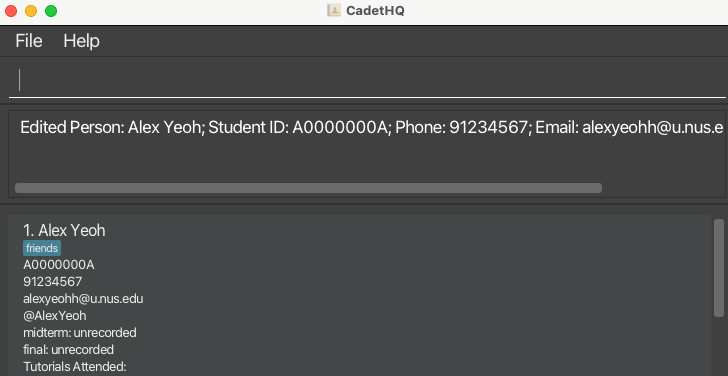 CadetHQ
File Help
Edited Person: Alex Yeoh; Student ID: A0000000A; Phone: 91234567; Email: alexyeohh@u.nus.e
1. Alex Yeoh
friends
A0000000A
91234567
alexyeohh@u.nus.edu
@AlexYeoh
midterm: unrecorded
final: unrecorded
Tutorials Attended: